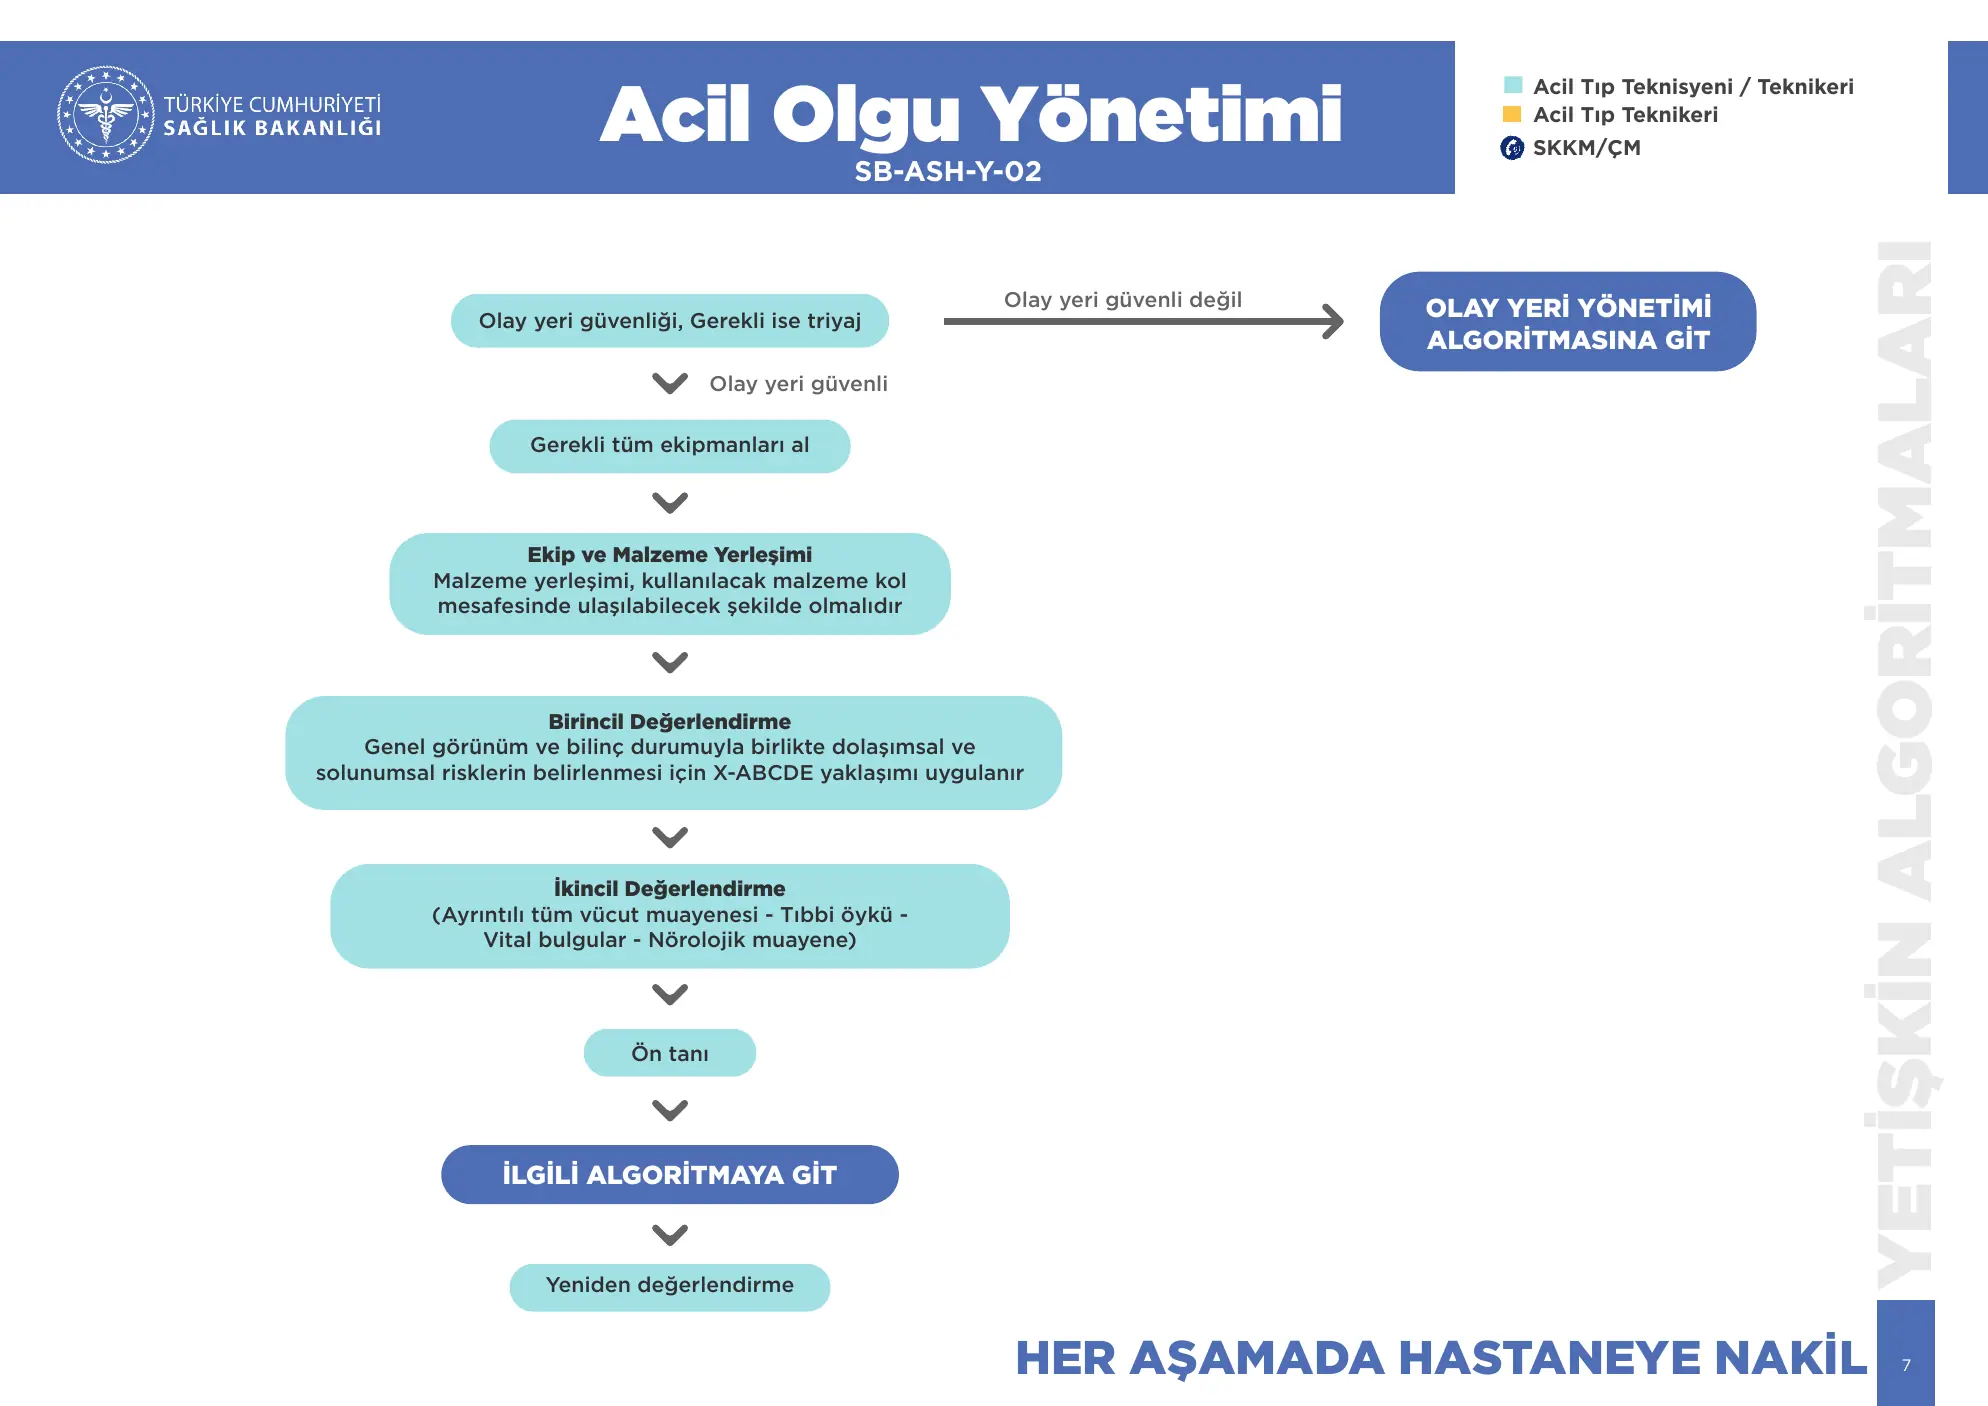 TÜRKİYE CUMHURİYETİ
SAĞLIK BAKANLIĞI
Acil Olgu Yönetimi
SB-ASH-Y-02
Acil Tıp Teknisyeni / Teknikeri
Acil Tıp Teknikeri
SKKM/ÇM
Olay yeri güvenliği, Gerekli ise triyaj
Olay yeri güvenli değil
OLAY YERİ YÖNETİMİ
ALGORİTMASINA GİT
Olay yeri güvenli
Gerekli tüm ekipmanları al
Ekip ve Malzeme Yerleşimi
Malzeme yerleşimi, kullanılacak malzeme kol
mesafesinde ulaşılabilecek şekilde olmalıdır
Birincil Değerlendirme
Genel görünüm ve bilinç durumuyla birlikte dolaşımsal ve
solunumsal risklerin belirlenmesi için X-ABCDE yaklaşımı uygulanır
İkincil Değerlendirme
(Ayrıntılı tüm vücut muayenesi - Tıbbi öykü -
Vital bulgular - Nörolojik muayene)
Ön tanı
İLGİLİ ALGORİTMAYA GİT
Yeniden değerlendirme
YETİŞKİN ALGORİTMALARI
HER AŞAMADA HASTANEYE NAKİL
7